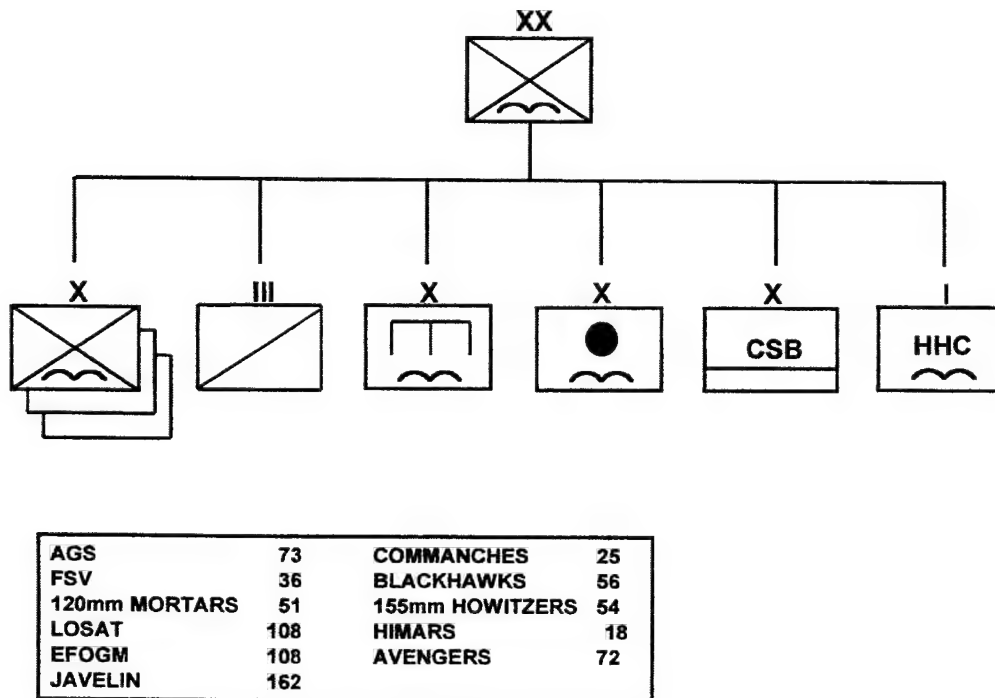 XX
X III X X X I
CSB HHC
AGS 73 COMMANCHES 25
FSV 36 BLACKHAWKS 56
120mm MORTARS 51 155mm HOWITZERS 54
LOSAT 108 HIMARS 18
EFOGM 108 AVENGERS 72
JAVELIN 162